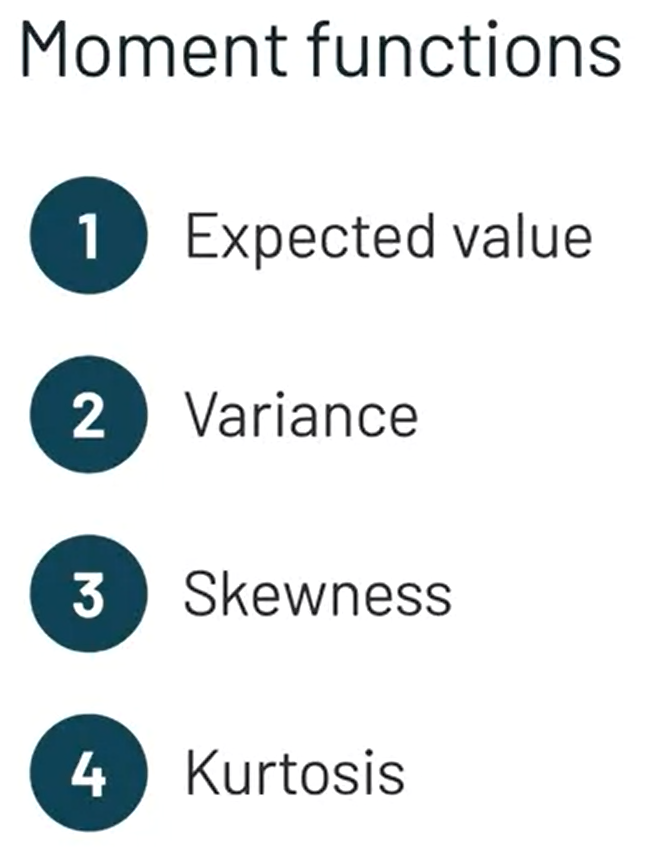 Moment functions
1 Expected value
2 Variance
3 Skewness
4 Kurtosis